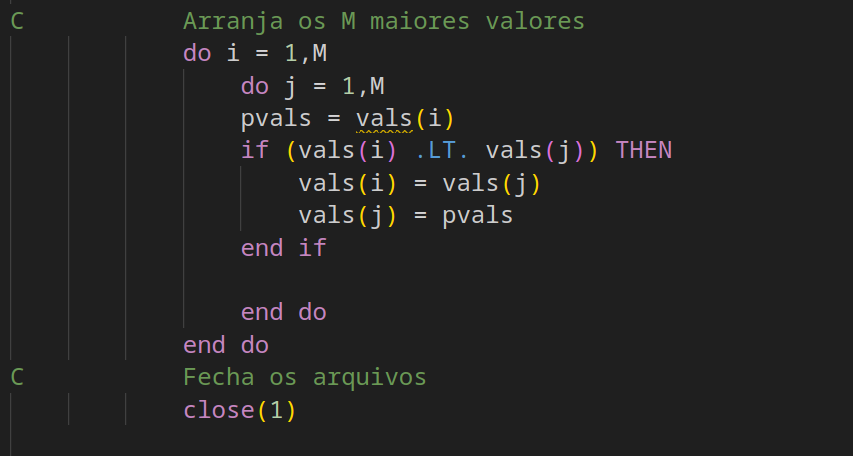 C Arranja os M maiores valores
do i = 1,M
do j = 1,M
pvals = vals(i)
if (vals(i) .LT. vals(j)) THEN
vals(i) = vals(j)
vals(j) = pvals
end if
end do
end do
C Fecha os arquivos
close(1)